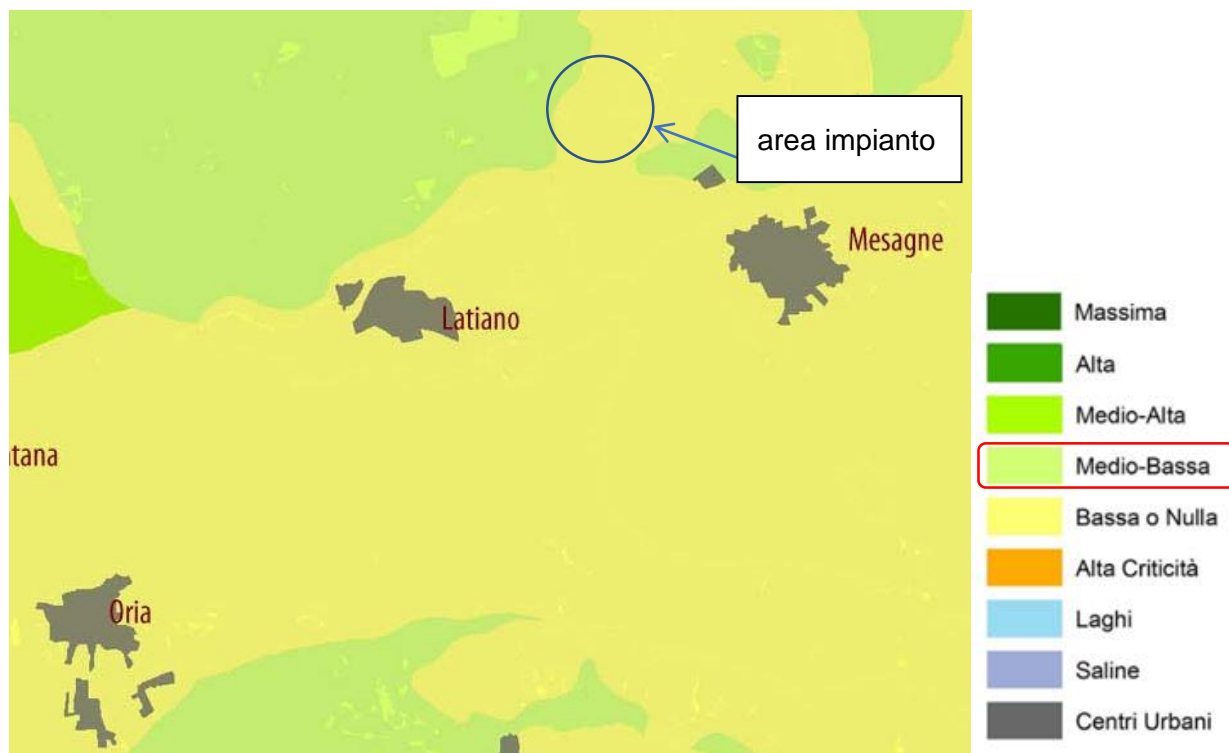 area impianto
Mesagne
Latiano
tana
Oria
Massima
Alta
Medio-Alta
Medio-Bassa
Bassa o Nulla
Alta Criticità
Laghi
Saline
Centri Urbani